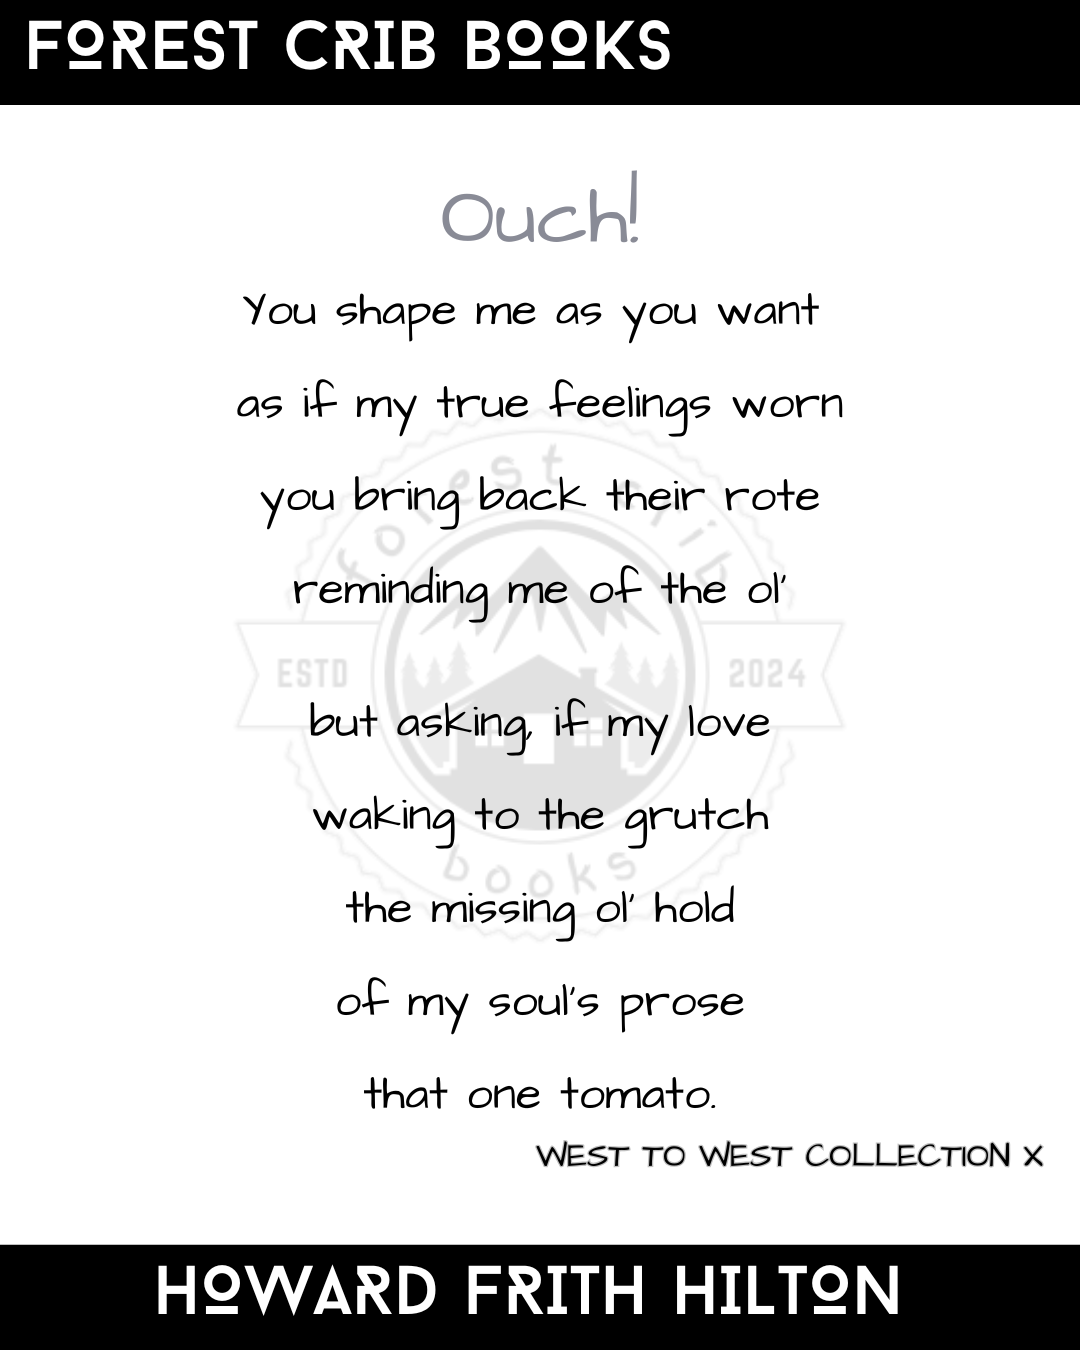 FOREST CRIB BOOKS
Ouch!
You shape me as you want
as if my true feelings worn
you bring back their rote
reminding me of the ol'
but asking, if my love
waking to the grutch
the missing ol' hold
of my soul's prose
that one tomato.
WEST TO WEST COLLECTION X
forest crib
ESTD 2024
books
HOWARD FRITH HILTON